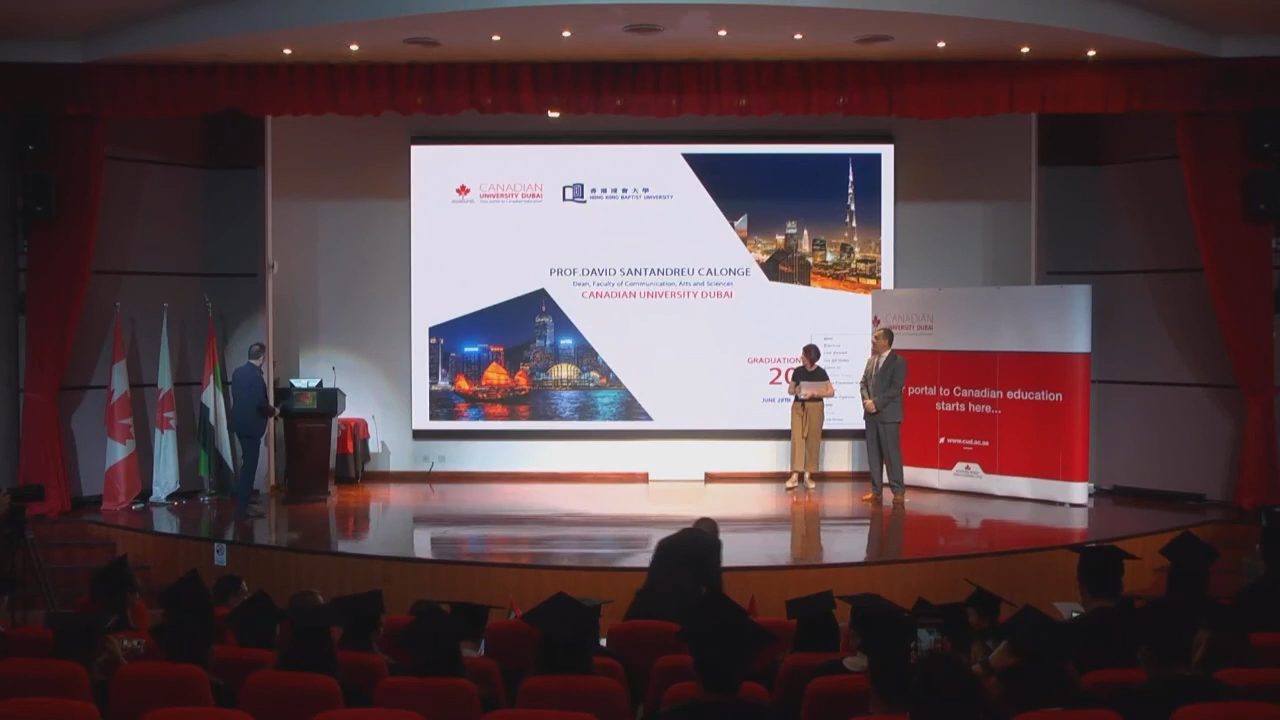 CANADIAN
UNIVERSITY DUBAI
香港浸會大學
HONG KONG BAPTIST UNIVERSITY
PROF.DAVID SANTANDREU CALONGE
Dean, Faculty of Communication, Arts and Sciences
CANADIAN UNIVERSITY DUBAI
GRADUATION
20
JUNE
CANADIAN
UNIVERSITY DUBAI
portal to Canadian education
starts here...
www.cud.ac.ae